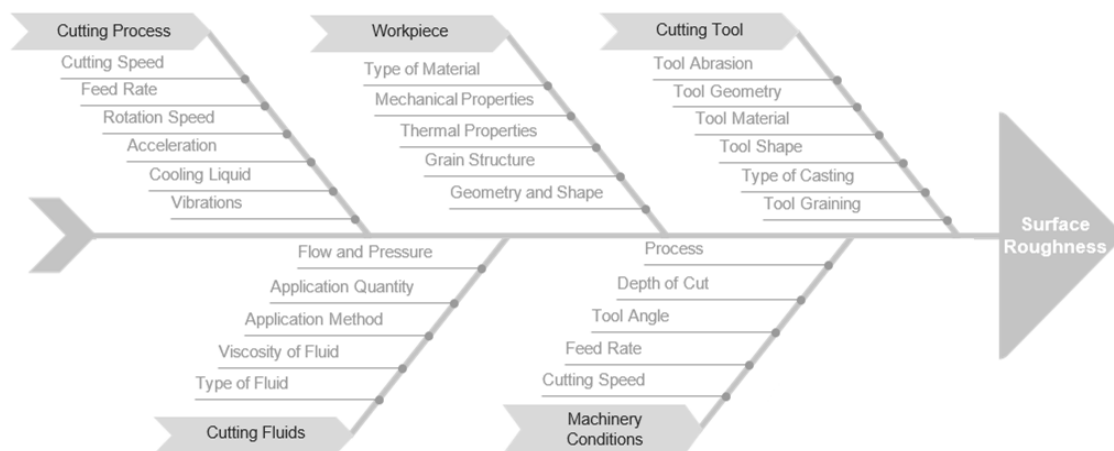 Cutting Process
Cutting Speed
Feed Rate
Rotation Speed
Acceleration
Cooling Liquid
Vibrations
Workpiece
Type of Material
Mechanical Properties
Thermal Properties
Grain Structure
Geometry and Shape
Cutting Tool
Tool Abrasion
Tool Geometry
Tool Material
Tool Shape
Type of Casting
Tool Graining
Surface
Roughness
Flow and Pressure
Application Quantity
Application Method
Viscosity of Fluid
Type of Fluid
Cutting Fluids
Process
Depth of Cut
Tool Angle
Feed Rate
Cutting Speed
Machinery
Conditions